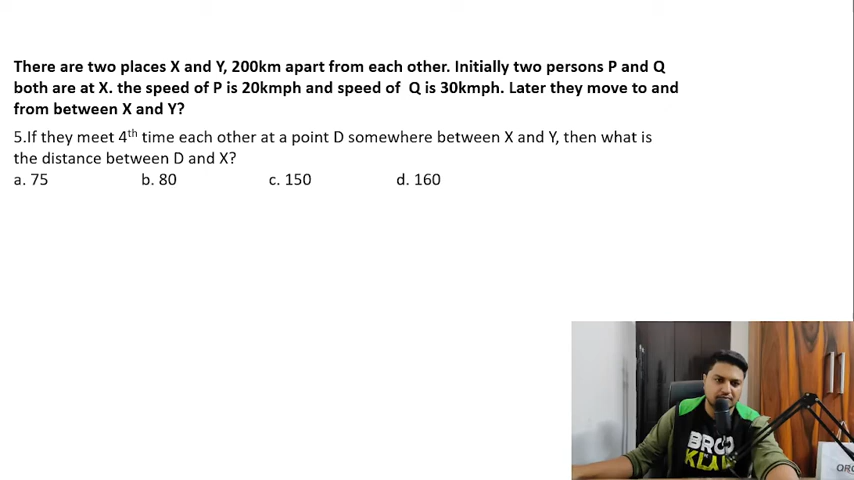 There are two places X and Y, 200km apart from each other. Initially two persons P and Q
both are at X. the speed of P is 20kmph and speed of Q is 30kmph. Later they move to and
from between X and Y?
5.If they meet 4th time each other at a point D somewhere between X and Y, then what is
the distance between D and X?
a. 75 b. 80 c. 150 d. 160
BROO
KLA
QRO